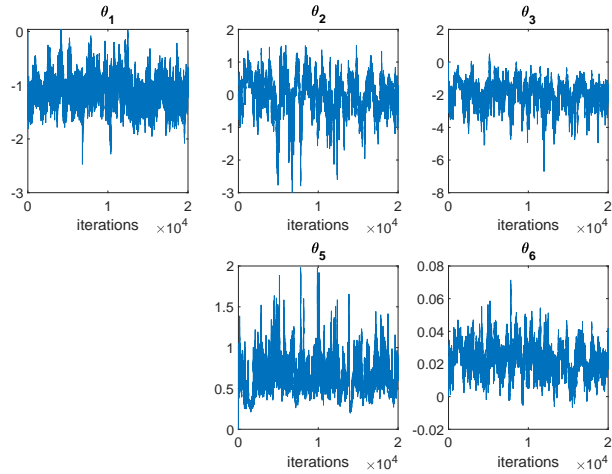 θ1 θ2 θ3
0 2 2
-1 1 0
-2 0 -2
-3 -1 -4
-2 -6
-3 -8
0 1 2 0 1 2 0 1 2
iterations ×10^4 iterations ×10^4 iterations ×10^4
θ5 θ6
2 0.08
1.5 0.06
1 0.04
0.5 0.02
0 0
-0.02
0 1 2 0 1 2
iterations ×10^4 iterations ×10^4